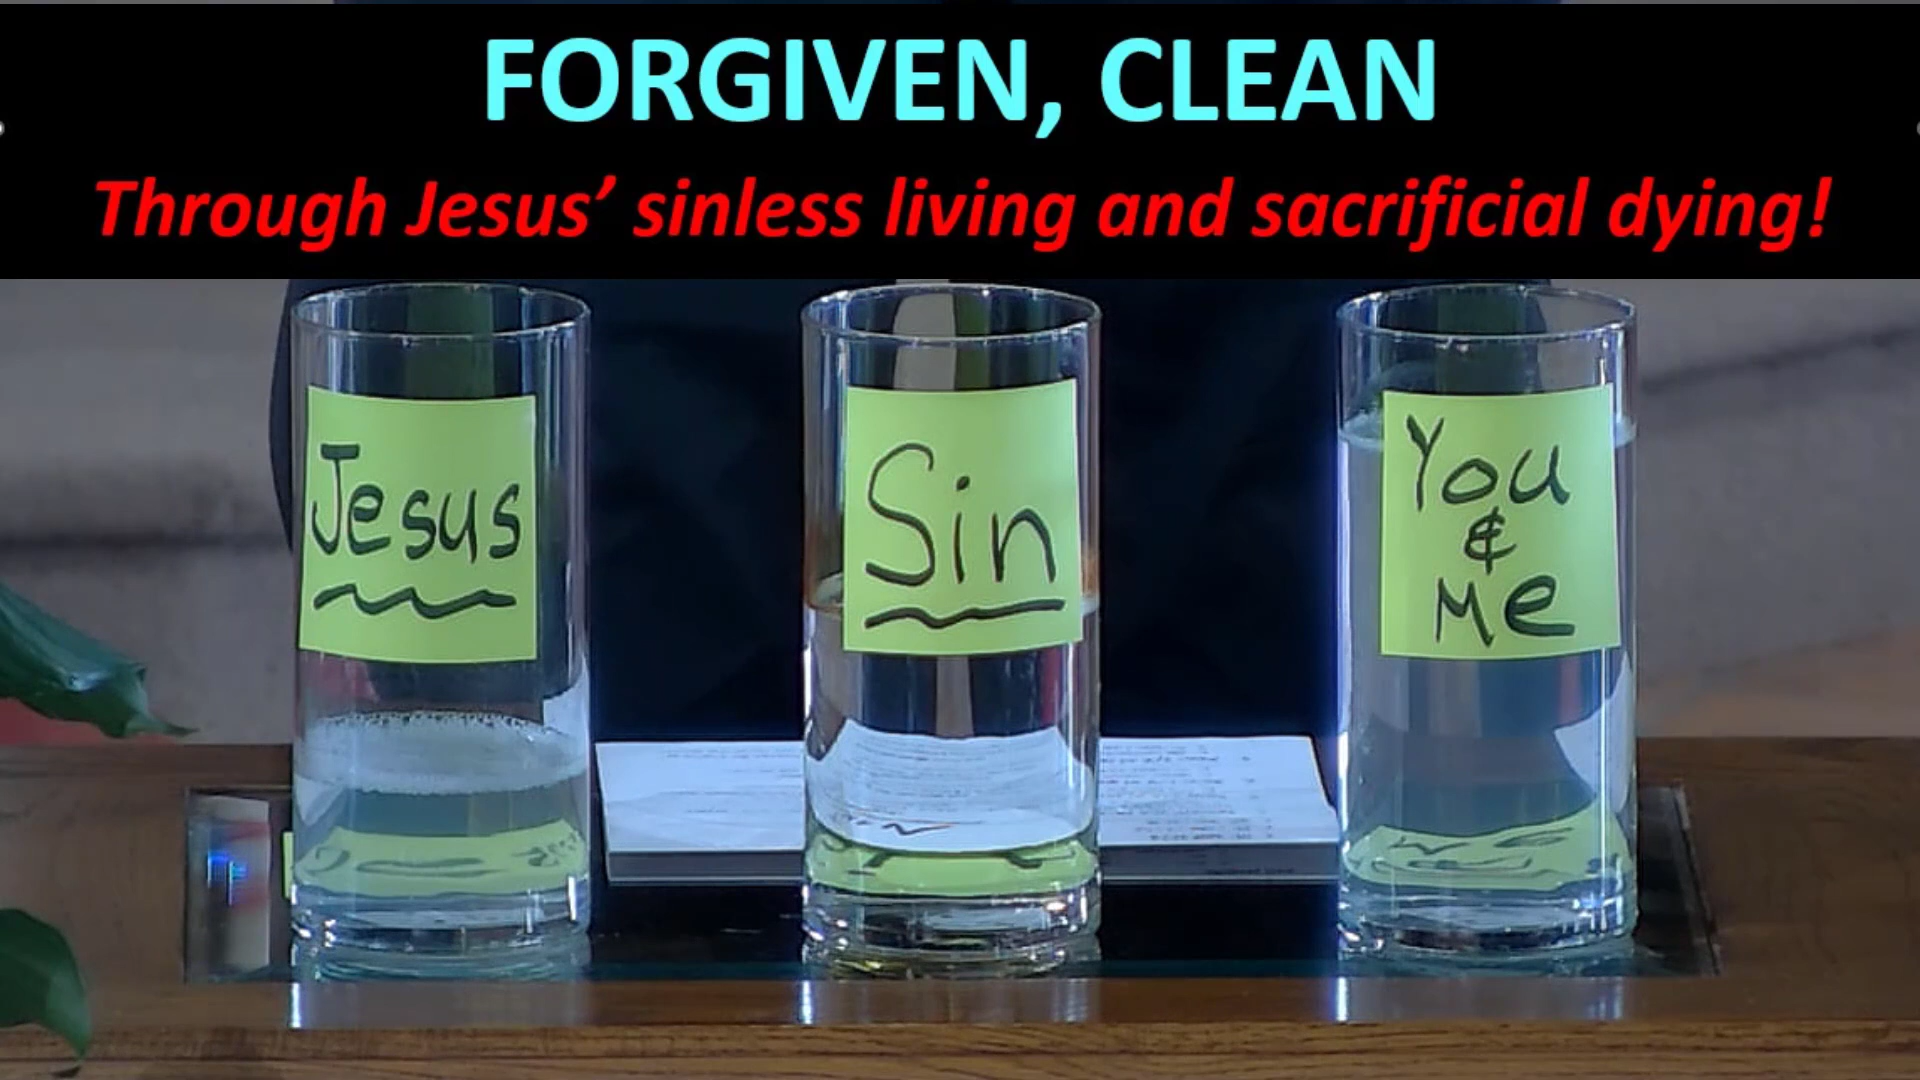 FORGIVEN, CLEAN
Through Jesus’ sinless living and sacrificial dying!
Jesus
Sin
You
&
Me